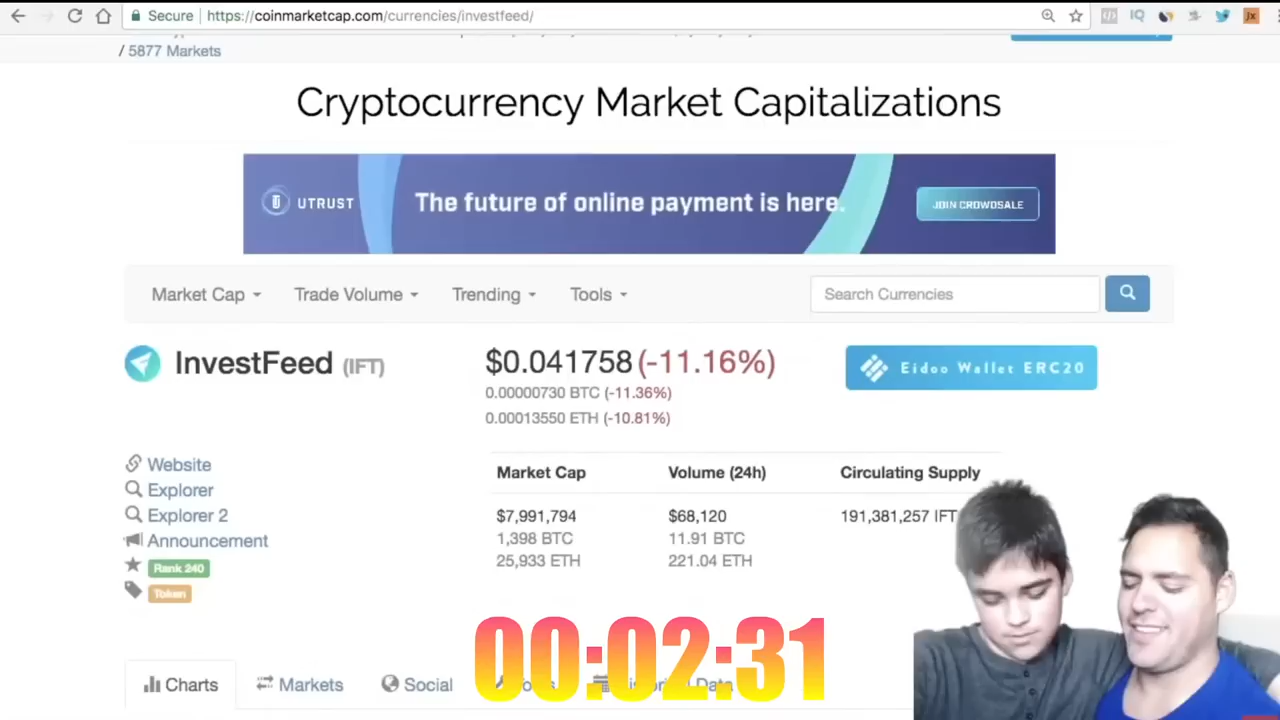 Secure
https://coinmarketcap.com/currencies/investfeed/
/ 5877 Markets
Cryptocurrency Market Capitalizations
UTRUST
The future of online payment is here.
JOIN CROWDSALE
Market Cap
Trade Volume
Trending
Tools
Search Currencies
InvestFeed (IFT)
$0.041758 (-11.16%)
0.00000730 BTC (-11.36%)
0.00013550 ETH (-10.81%)
Eidoo Wallet ERC20
Website
Explorer
Explorer 2
Announcement
Rank 240
Token
Market Cap
Volume (24h)
Circulating Supply
$7,991,794
$68,120
191,381,257 IFT
1,398 BTC
11.91 BTC
25,933 ETH
221.04 ETH
00:02:31
Charts
Markets
Social